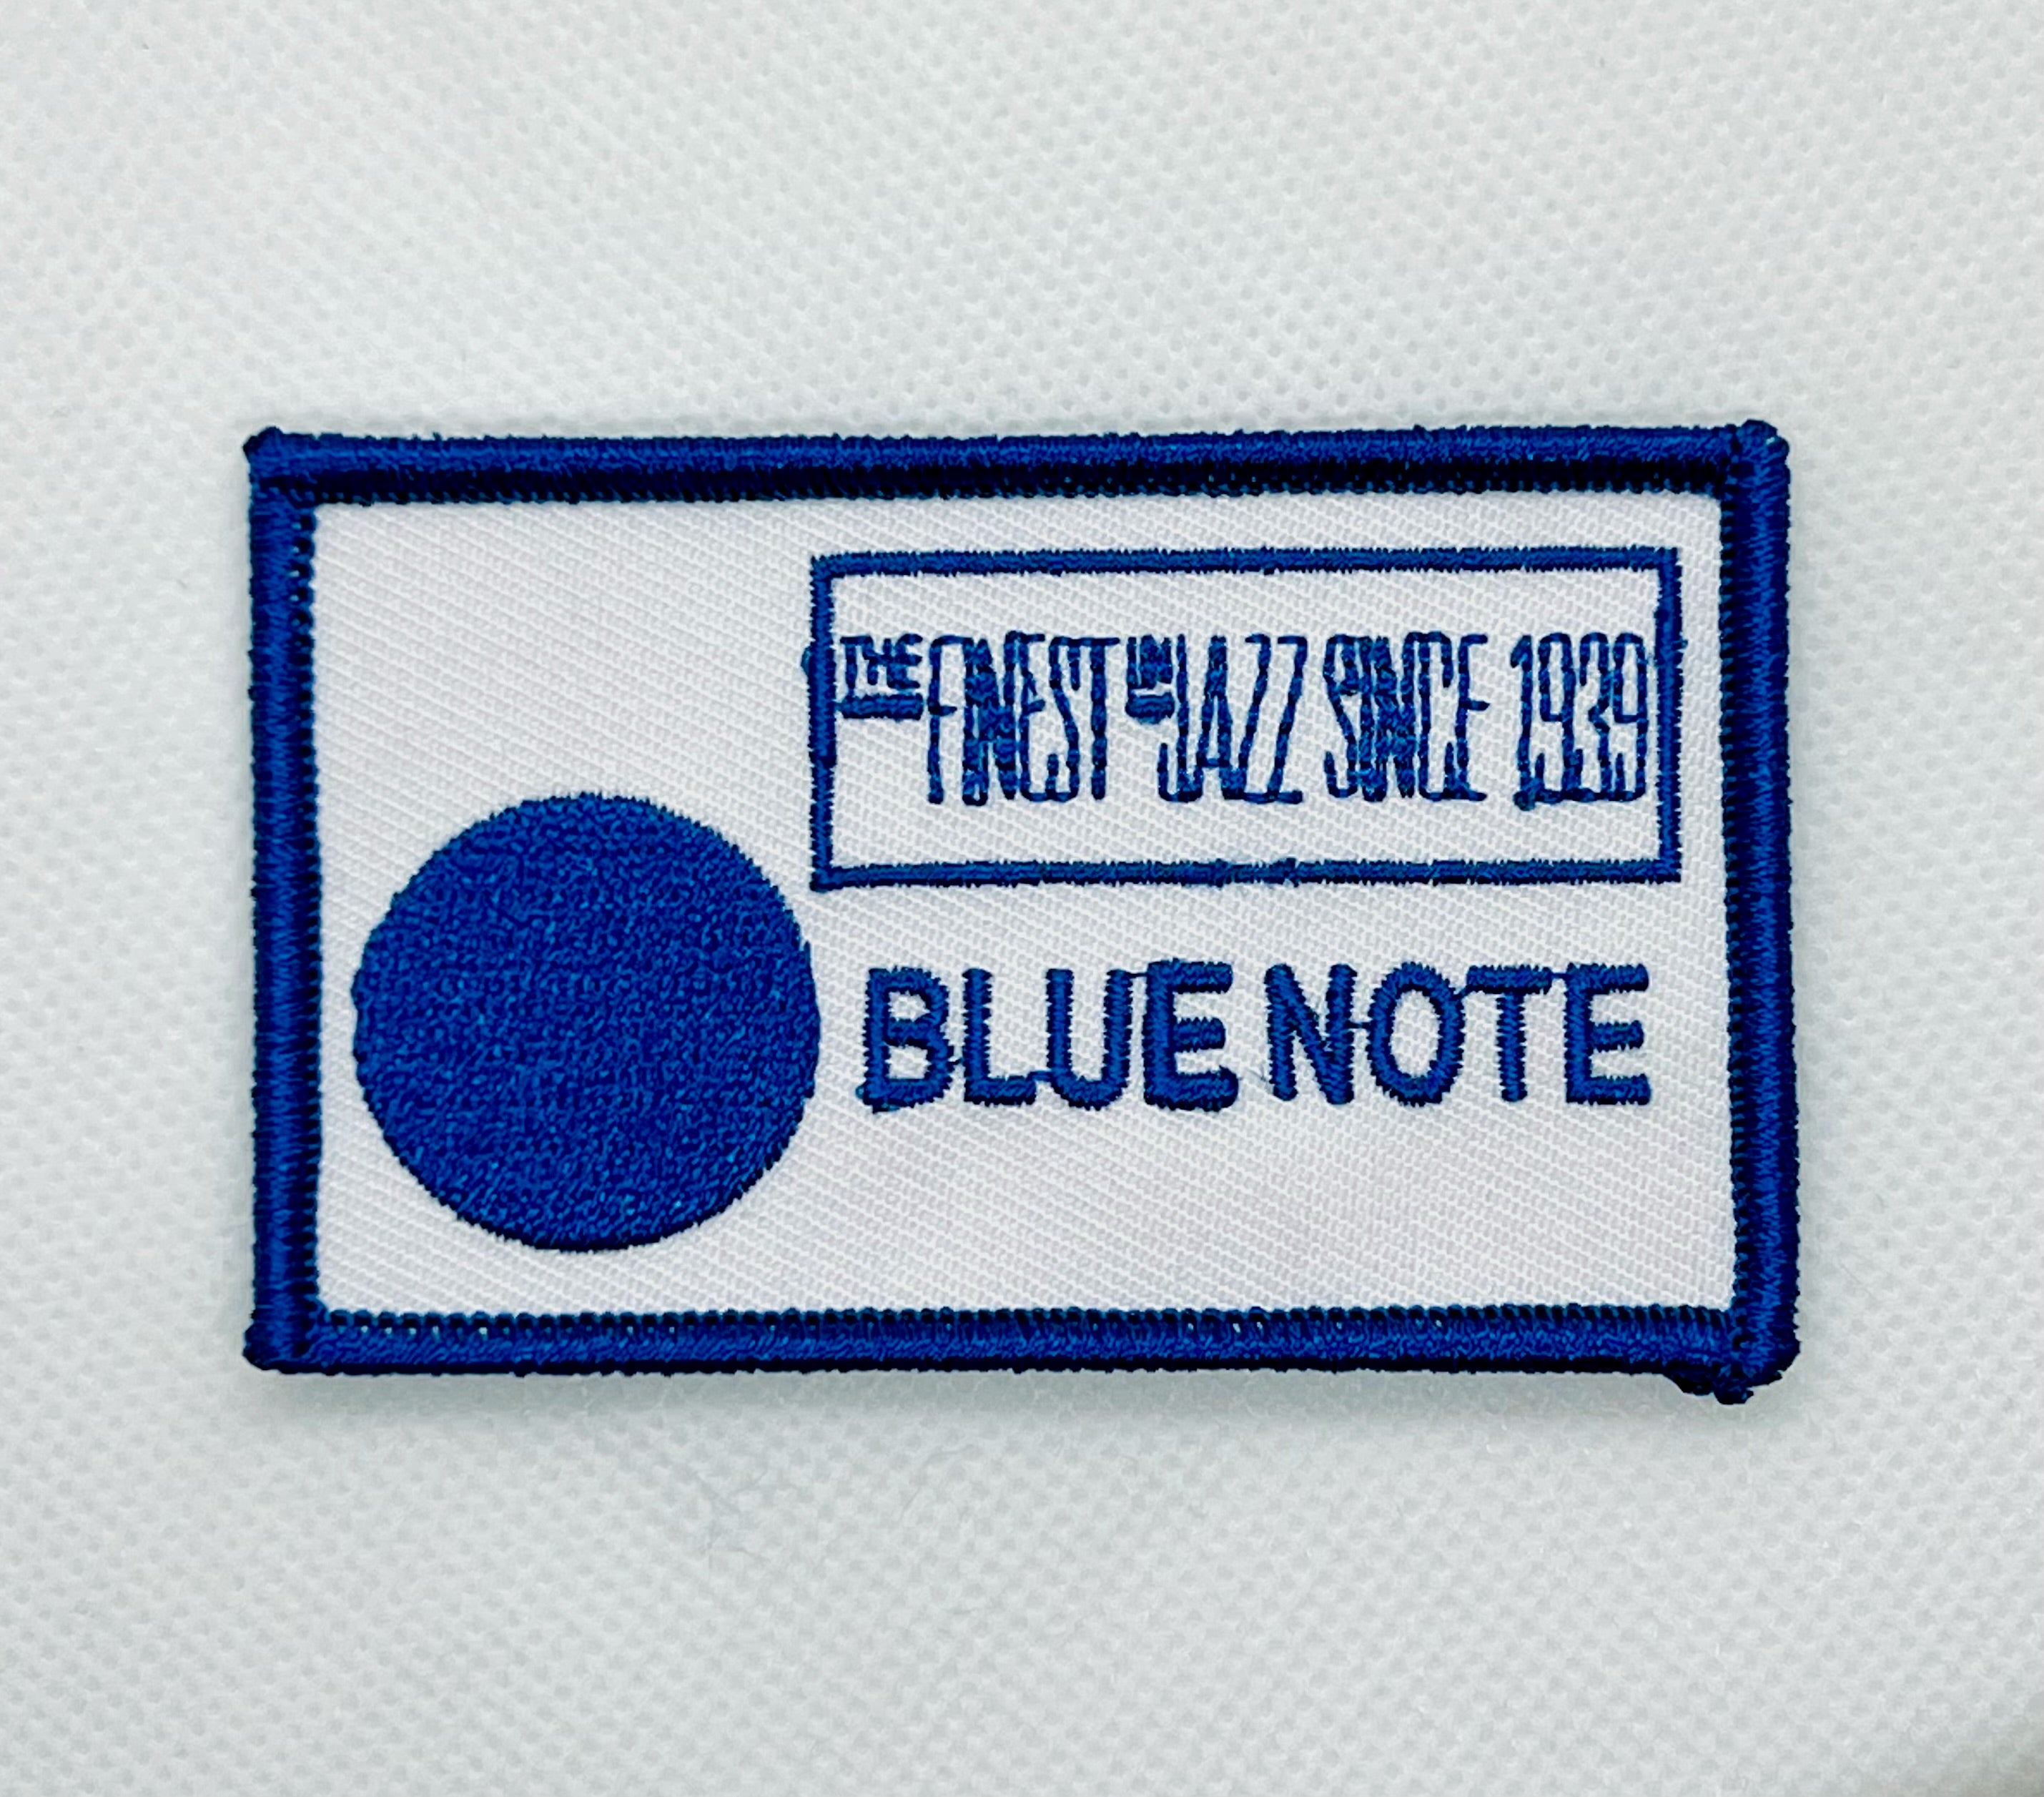 THE FINEST IN JAZZ SINCE 1939
BLUE NOTE